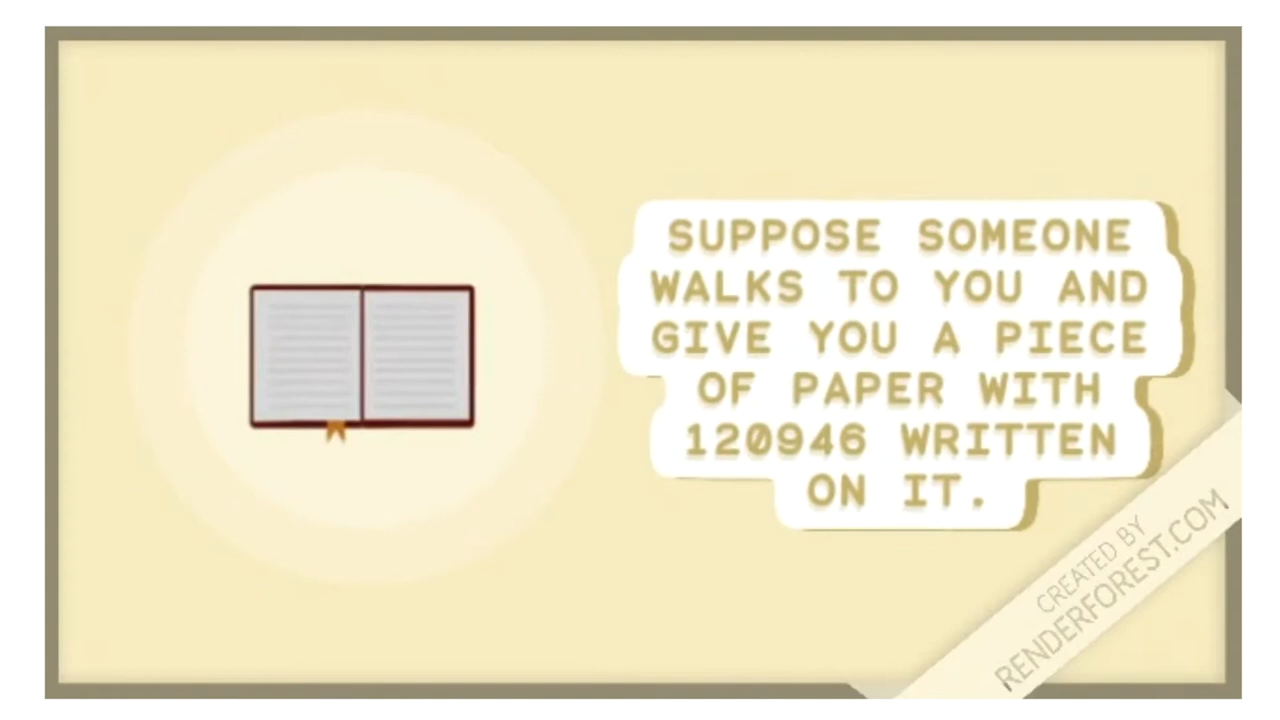 SUPPOSE SOMEONE
WALKS TO YOU AND
GIVE YOU A PIECE
OF PAPER WITH
120946 WRITTEN
ON IT.
CREATED BY
RENDERFOREST.COM